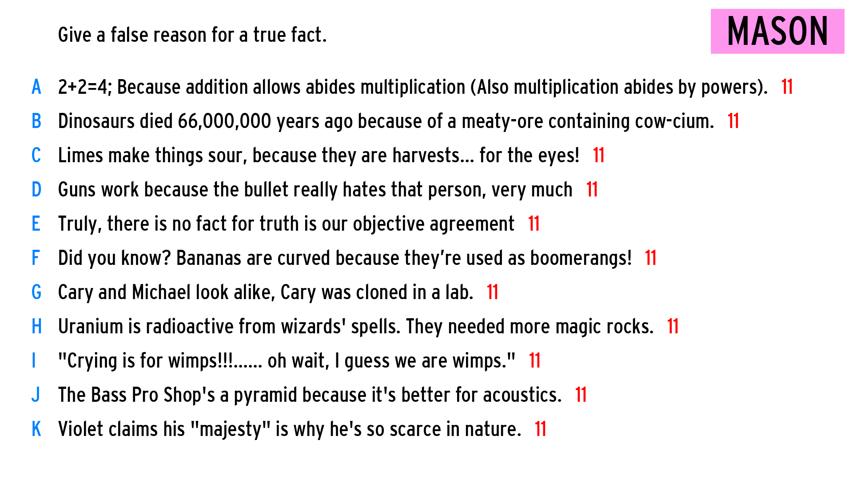 Give a false reason for a true fact.
MASON
A 2+2=4; Because addition allows abides multiplication (Also multiplication abides by powers). 11
B Dinosaurs died 66,000,000 years ago because of a meaty-ore containing cow-cium. 11
C Limes make things sour, because they are harvests... for the eyes! 11
D Guns work because the bullet really hates that person, very much 11
E Truly, there is no fact for truth is our objective agreement 11
F Did you know? Bananas are curved because they're used as boomerangs! 11
G Cary and Michael look alike, Cary was cloned in a lab. 11
H Uranium is radioactive from wizards' spells. They needed more magic rocks. 11
I "Crying is for wimps!!!...... oh wait, I guess we are wimps." 11
J The Bass Pro Shop's a pyramid because it's better for acoustics. 11
K Violet claims his "majesty" is why he's so scarce in nature. 11